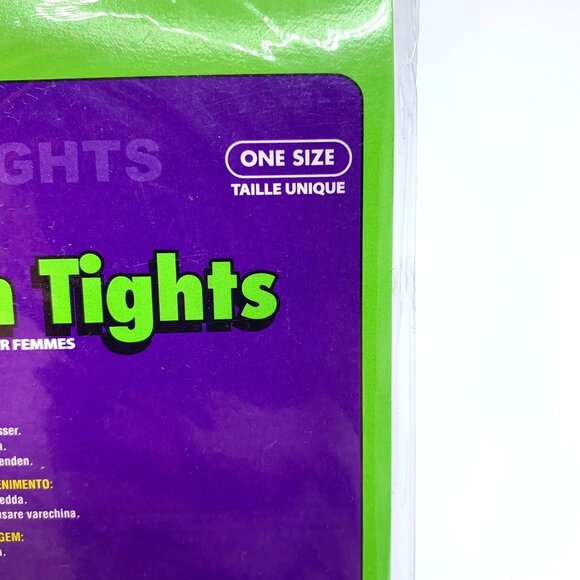 GHTS
ONE SIZE
TAILLE UNIQUE
n Tights
R FEMMES
sser.
a.
enden.
ENIMENTO:
edda.
sare varechina.
GEM:
a.